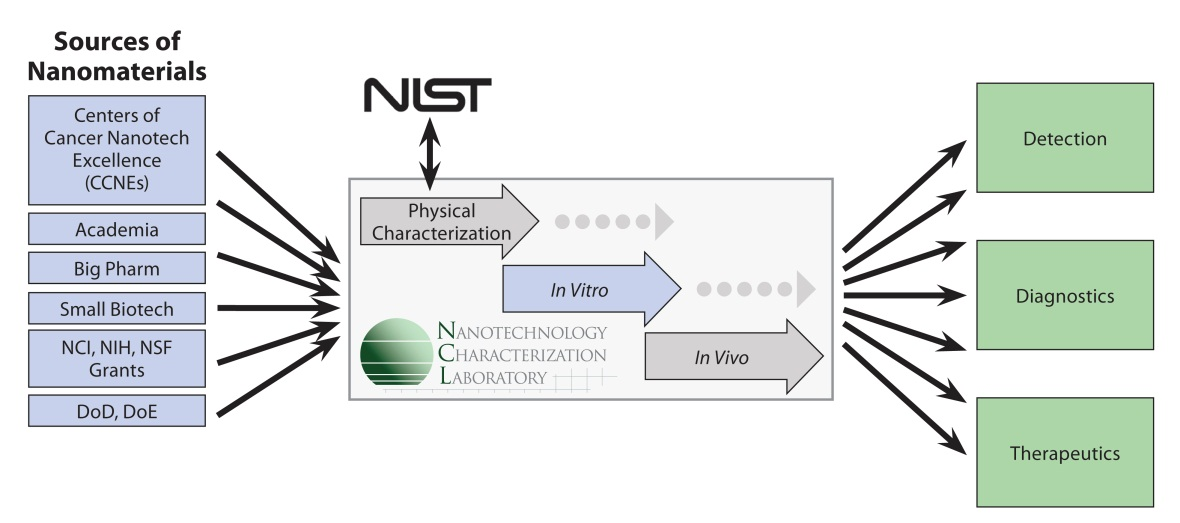 Sources of
Nanomaterials
Centers of
Cancer Nanotech
Excellence
(CCNEs)
Academia
Big Pharm
Small Biotech
NCI, NIH, NSF
Grants
DoD, DoE
NIST
Physical
Characterization
In Vitro
In Vivo
NANOTECHNOLOGY
CHARACTERIZATION
LABORATORY
Detection
Diagnostics
Therapeutics